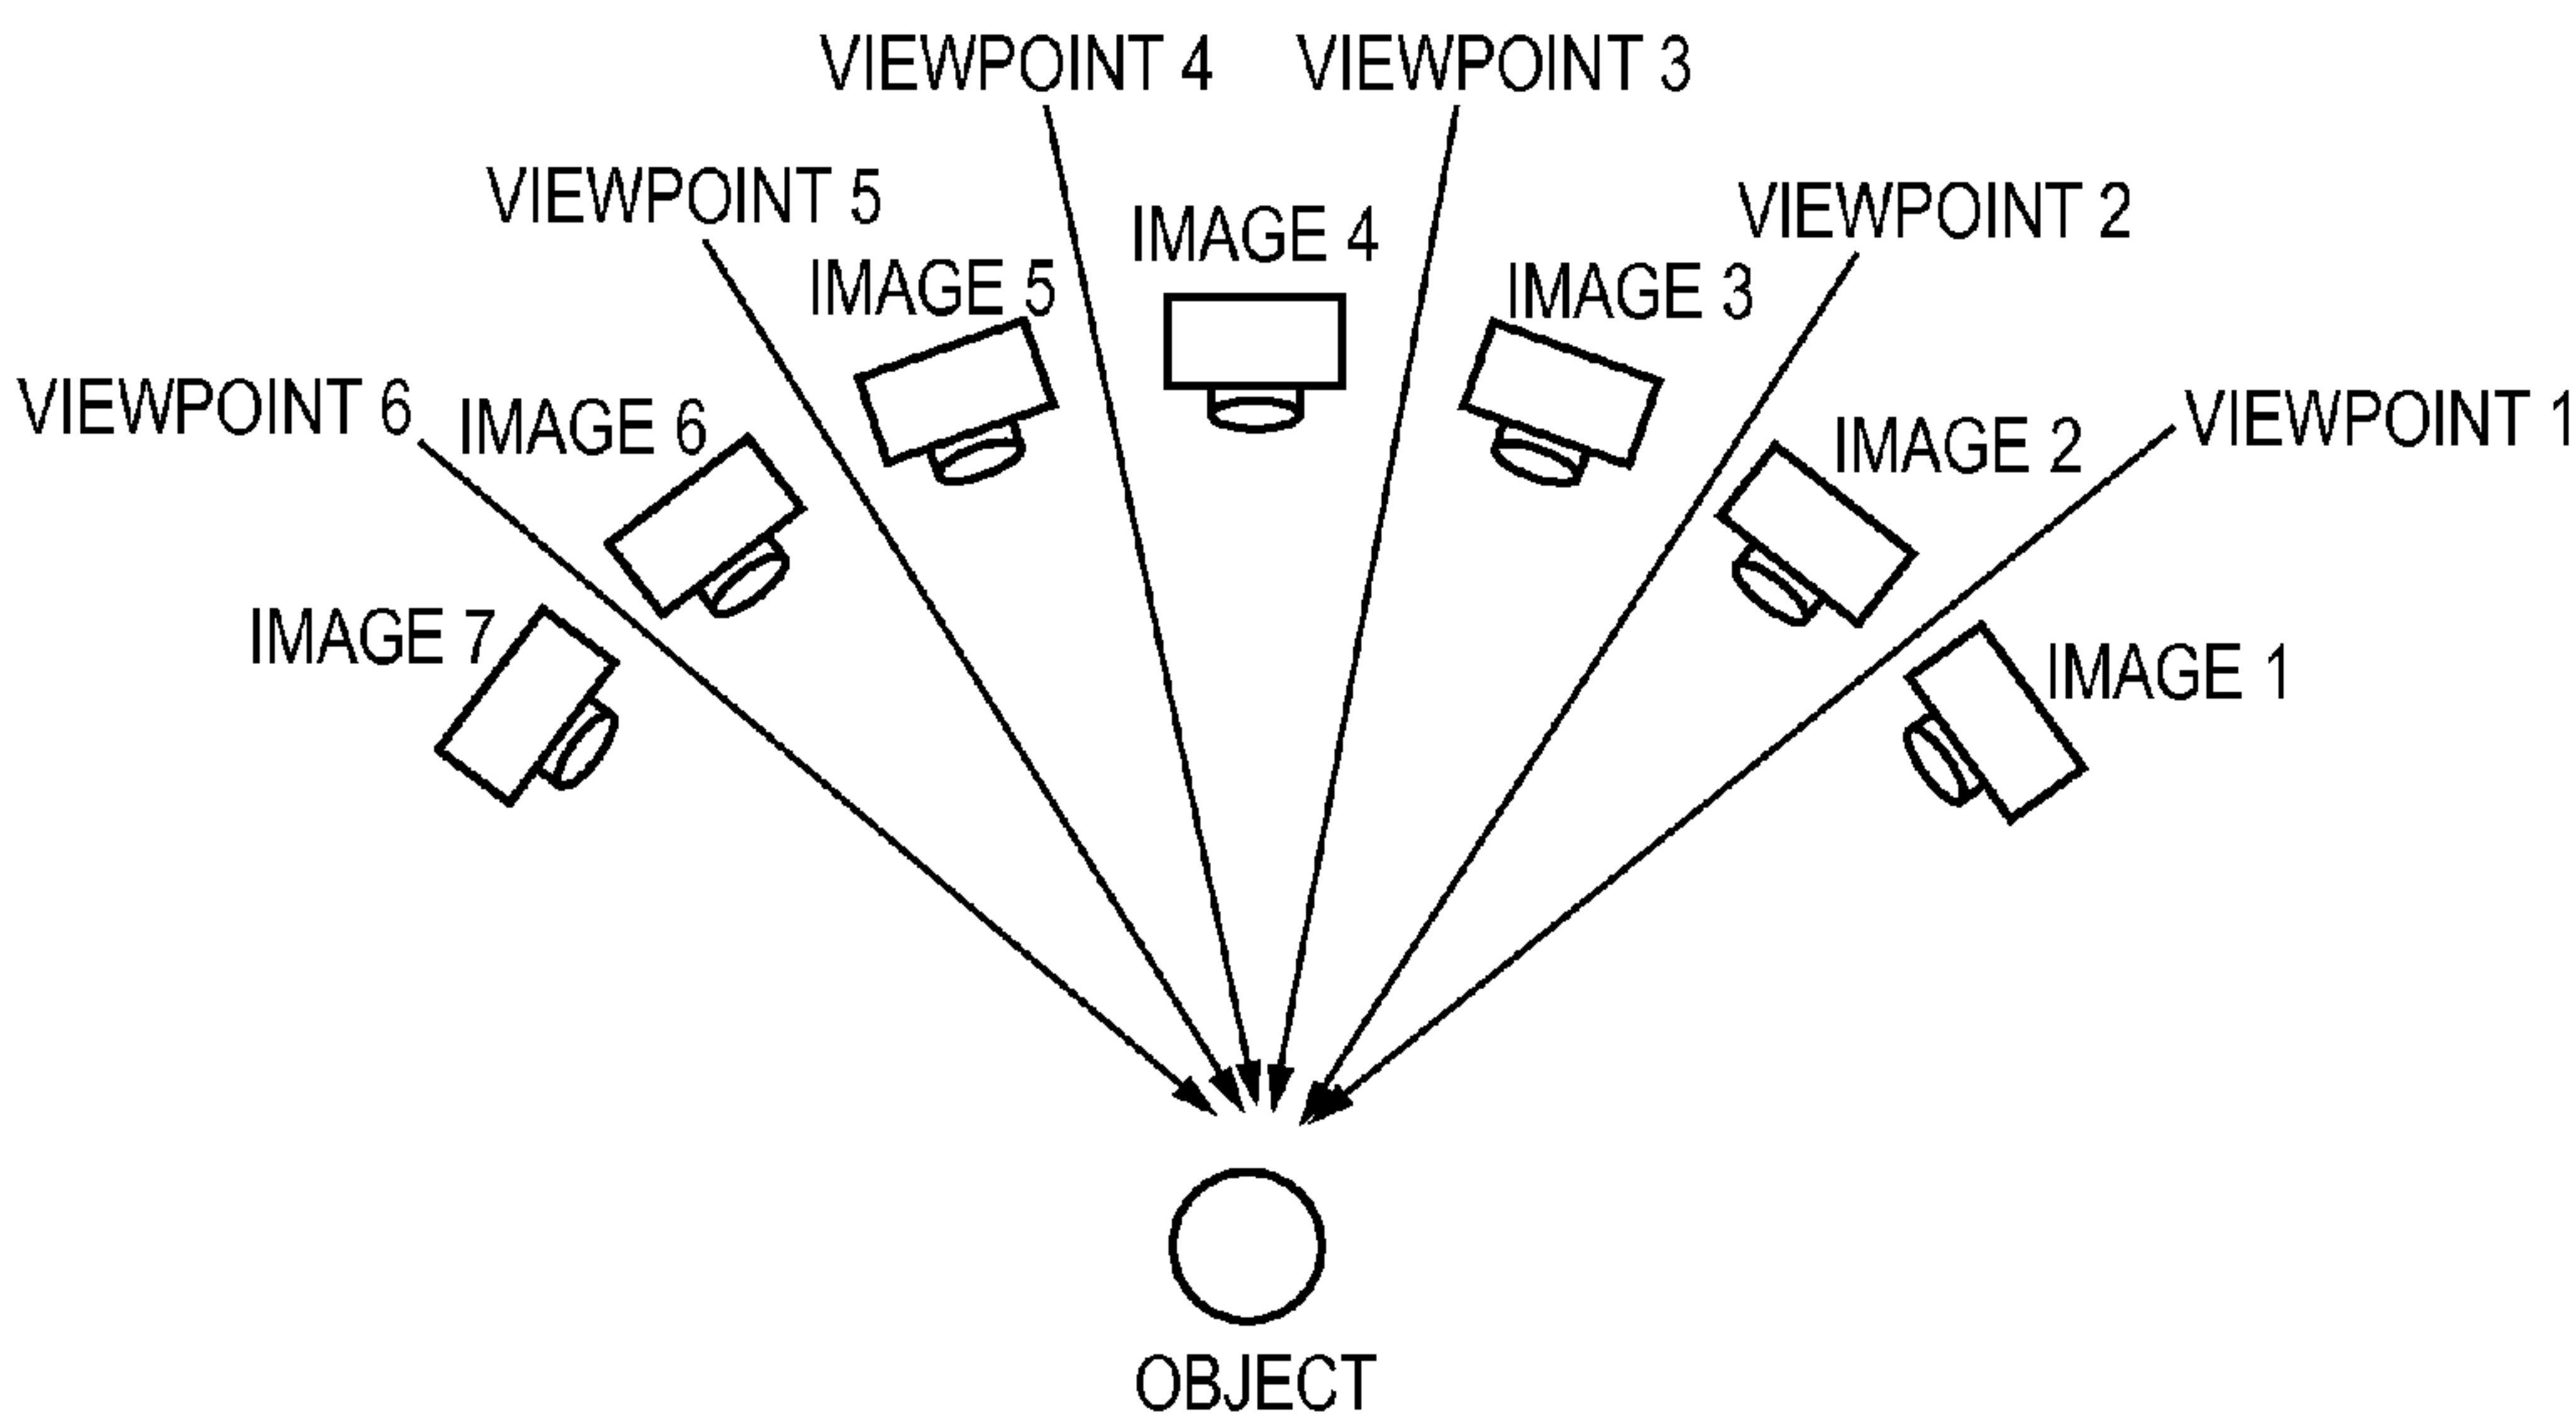 VIEWPOINT 4 VIEWPOINT 3
VIEWPOINT 5 VIEWPOINT 2
IMAGE 4
IMAGE 5 IMAGE 3
VIEWPOINT 6 IMAGE 6 IMAGE 2 VIEWPOINT 1
IMAGE 7 IMAGE 1
OBJECT